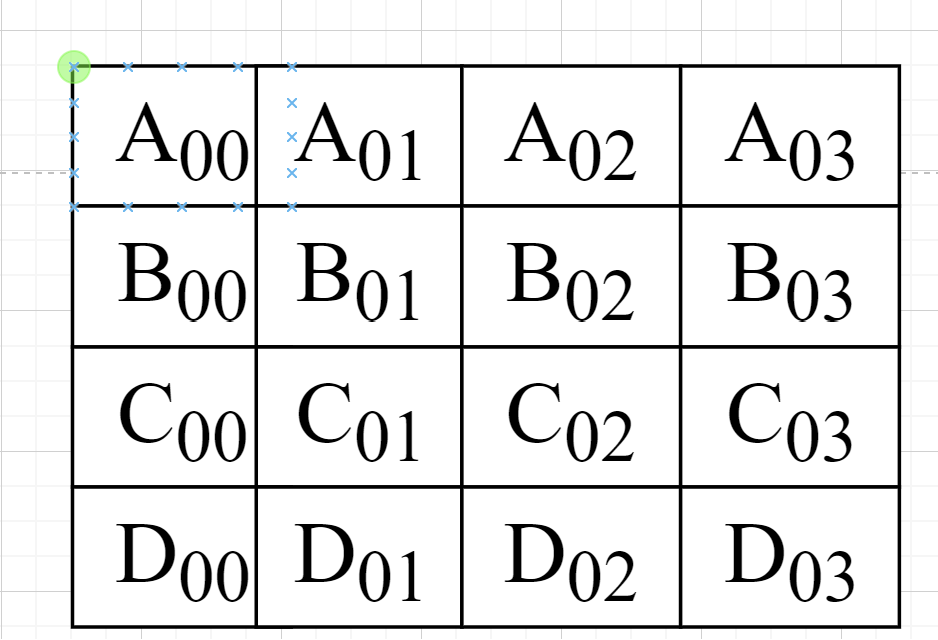 A₀₀ A₀₁ A₀₂ A₀₃
B₀₀ B₀₁ B₀₂ B₀₃
C₀₀ C₀₁ C₀₂ C₀₃
D₀₀ D₀₁ D₀₂ D₀₃